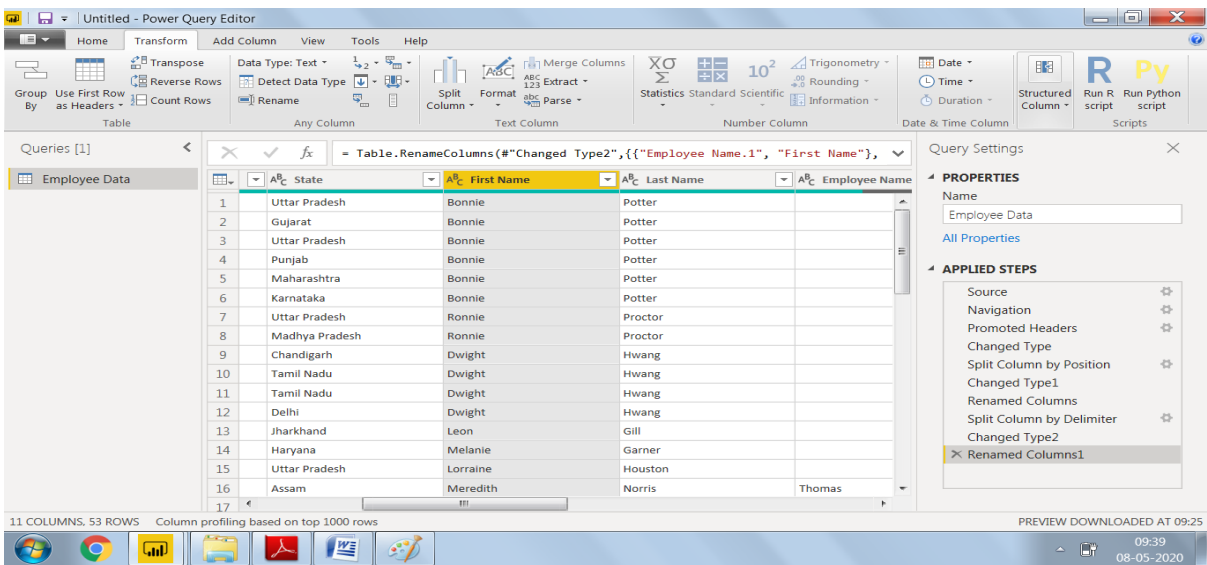 Untitled - Power Query Editor
Home Transform Add Column View Tools Help
Group By
Use First Row as Headers
Transpose
Reverse Rows
Count Rows
Table
Data Type: Text
Detect Data Type
Rename
Any Column
Split Column
Format
Merge Columns
Extract
Parse
Text Column
Statistics Standard Scientific
10²
Trigonometry
Rounding
Information
Number Column
Date
Time
Duration
Date & Time Column
Structured Column
R
Run R script
Py
Run Python script
Scripts
Queries [1]
Employee Data
fx = Table.RenameColumns(#"Changed Type2",{{"Employee Name.1", "First Name"},
State First Name Last Name Employee Name
1 Uttar Pradesh Bonnie Potter
2 Gujarat Bonnie Potter
3 Uttar Pradesh Bonnie Potter
4 Punjab Bonnie Potter
5 Maharashtra Bonnie Potter
6 Karnataka Bonnie Potter
7 Uttar Pradesh Ronnie Proctor
8 Madhya Pradesh Ronnie Proctor
9 Chandigarh Dwight Hwang
10 Tamil Nadu Dwight Hwang
11 Tamil Nadu Dwight Hwang
12 Delhi Dwight Hwang
13 Jharkhand Leon Gill
14 Haryana Melanie Garner
15 Uttar Pradesh Lorraine Houston
16 Assam Meredith Norris Thomas
17
Query Settings
PROPERTIES
Name
Employee Data
All Properties
APPLIED STEPS
Source
Navigation
Promoted Headers
Changed Type
Split Column by Position
Changed Type1
Renamed Columns
Split Column by Delimiter
Changed Type2
Renamed Columns1
11 COLUMNS, 53 ROWS Column profiling based on top 1000 rows
PREVIEW DOWNLOADED AT 09:25
09:39
08-05-2020